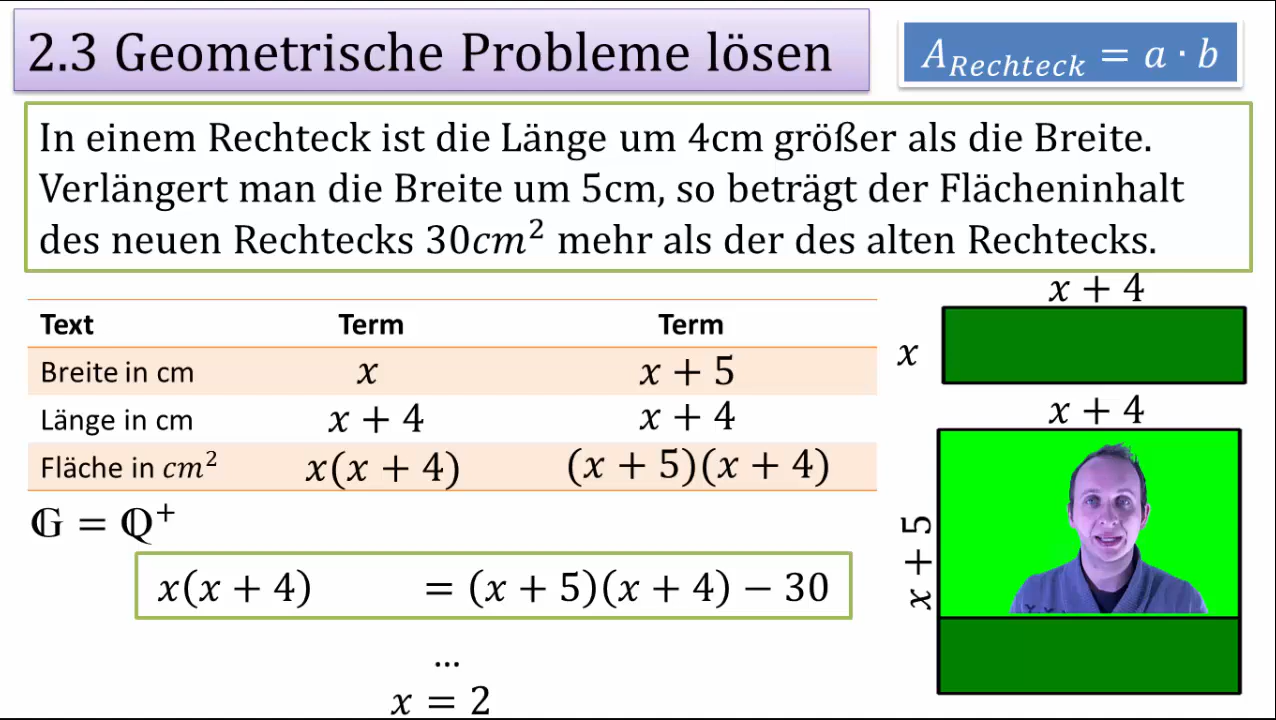 2.3 Geometrische Probleme lösen
A_Rechteck = a · b
In einem Rechteck ist die Länge um 4cm größer als die Breite.
Verlängert man die Breite um 5cm, so beträgt der Flächeninhalt
des neuen Rechtecks 30cm² mehr als der des alten Rechtecks.
Text Term Term
Breite in cm x x + 5
Länge in cm x + 4 x + 4
Fläche in cm² x(x + 4) (x + 5)(x + 4)
𝔾 = ℚ⁺
x(x + 4) = (x + 5)(x + 4) − 30
...
x = 2
x + 4
x
x + 4
x + 5